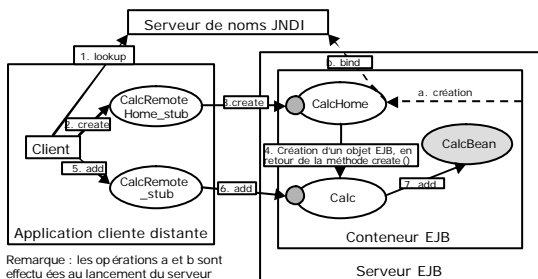 Serveur de noms JNDI
1. lookup
b. bind
CalcRemote
Home_stub
3.create
CalcHome
a. création
2. create
Client
4. Création d'un objet EJB, en
retour de la méthode create()
CalcBean
5. add
CalcRemote
_stub
6. add
Calc
7. add
Application cliente distante
Conteneur EJB
Remarque : les opérations a et b sont
effectuées au lancement du serveur
Serveur EJB